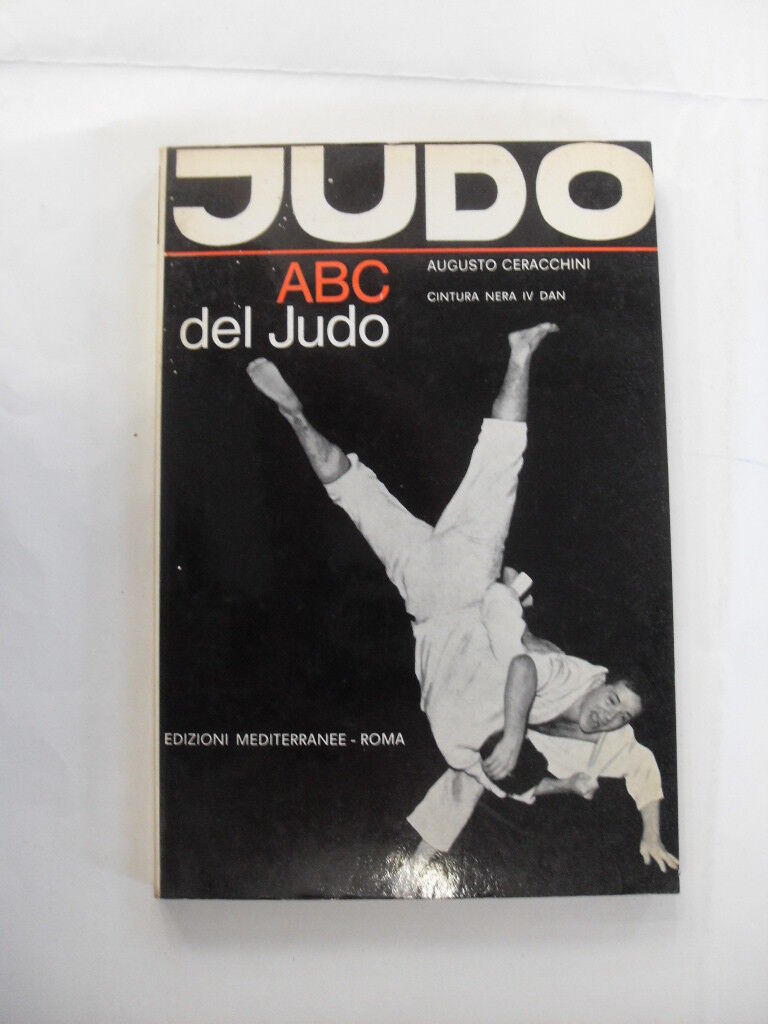 JUDO
ABC
del Judo
AUGUSTO CERACCHINI
CINTURA NERA IV DAN
EDIZIONI MEDITERRANEE - ROMA